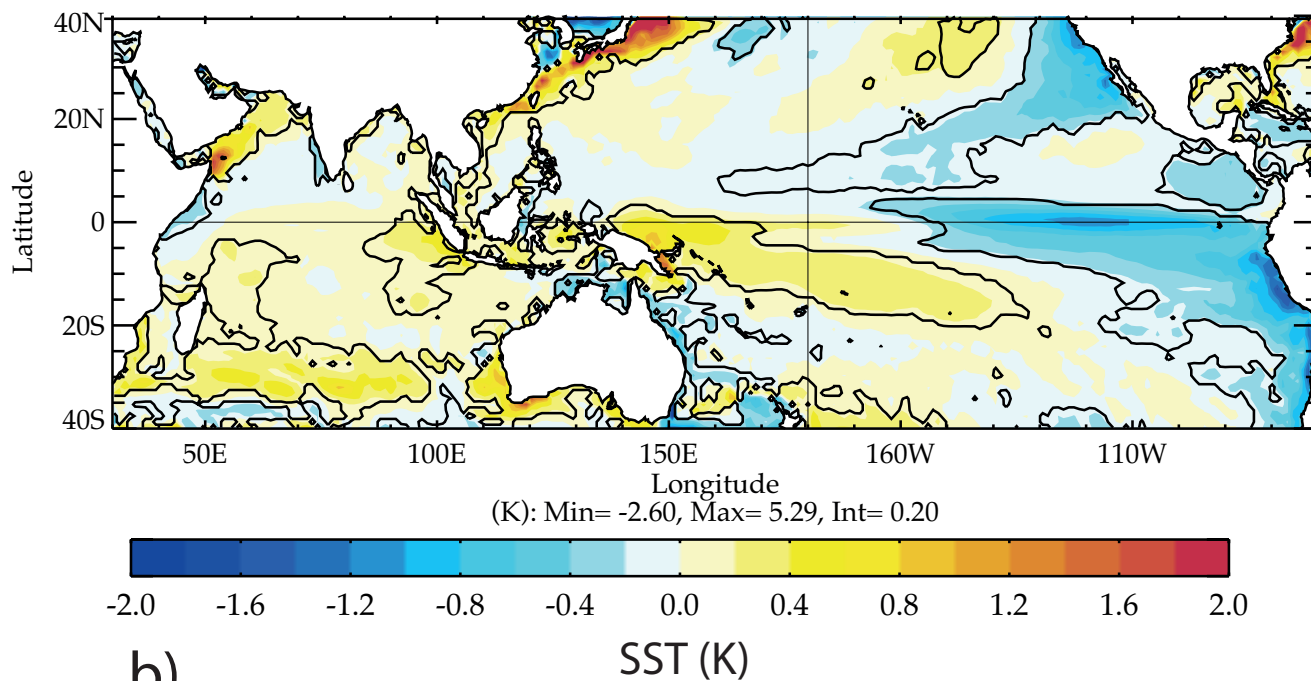 40N
20N
0
20S
40S
Latitude
50E 100E 150E 160W 110W
Longitude
(K): Min= -2.60, Max= 5.29, Int= 0.20
-2.0 -1.6 -1.2 -0.8 -0.4 0.0 0.4 0.8 1.2 1.6 2.0
SST (K)
b)